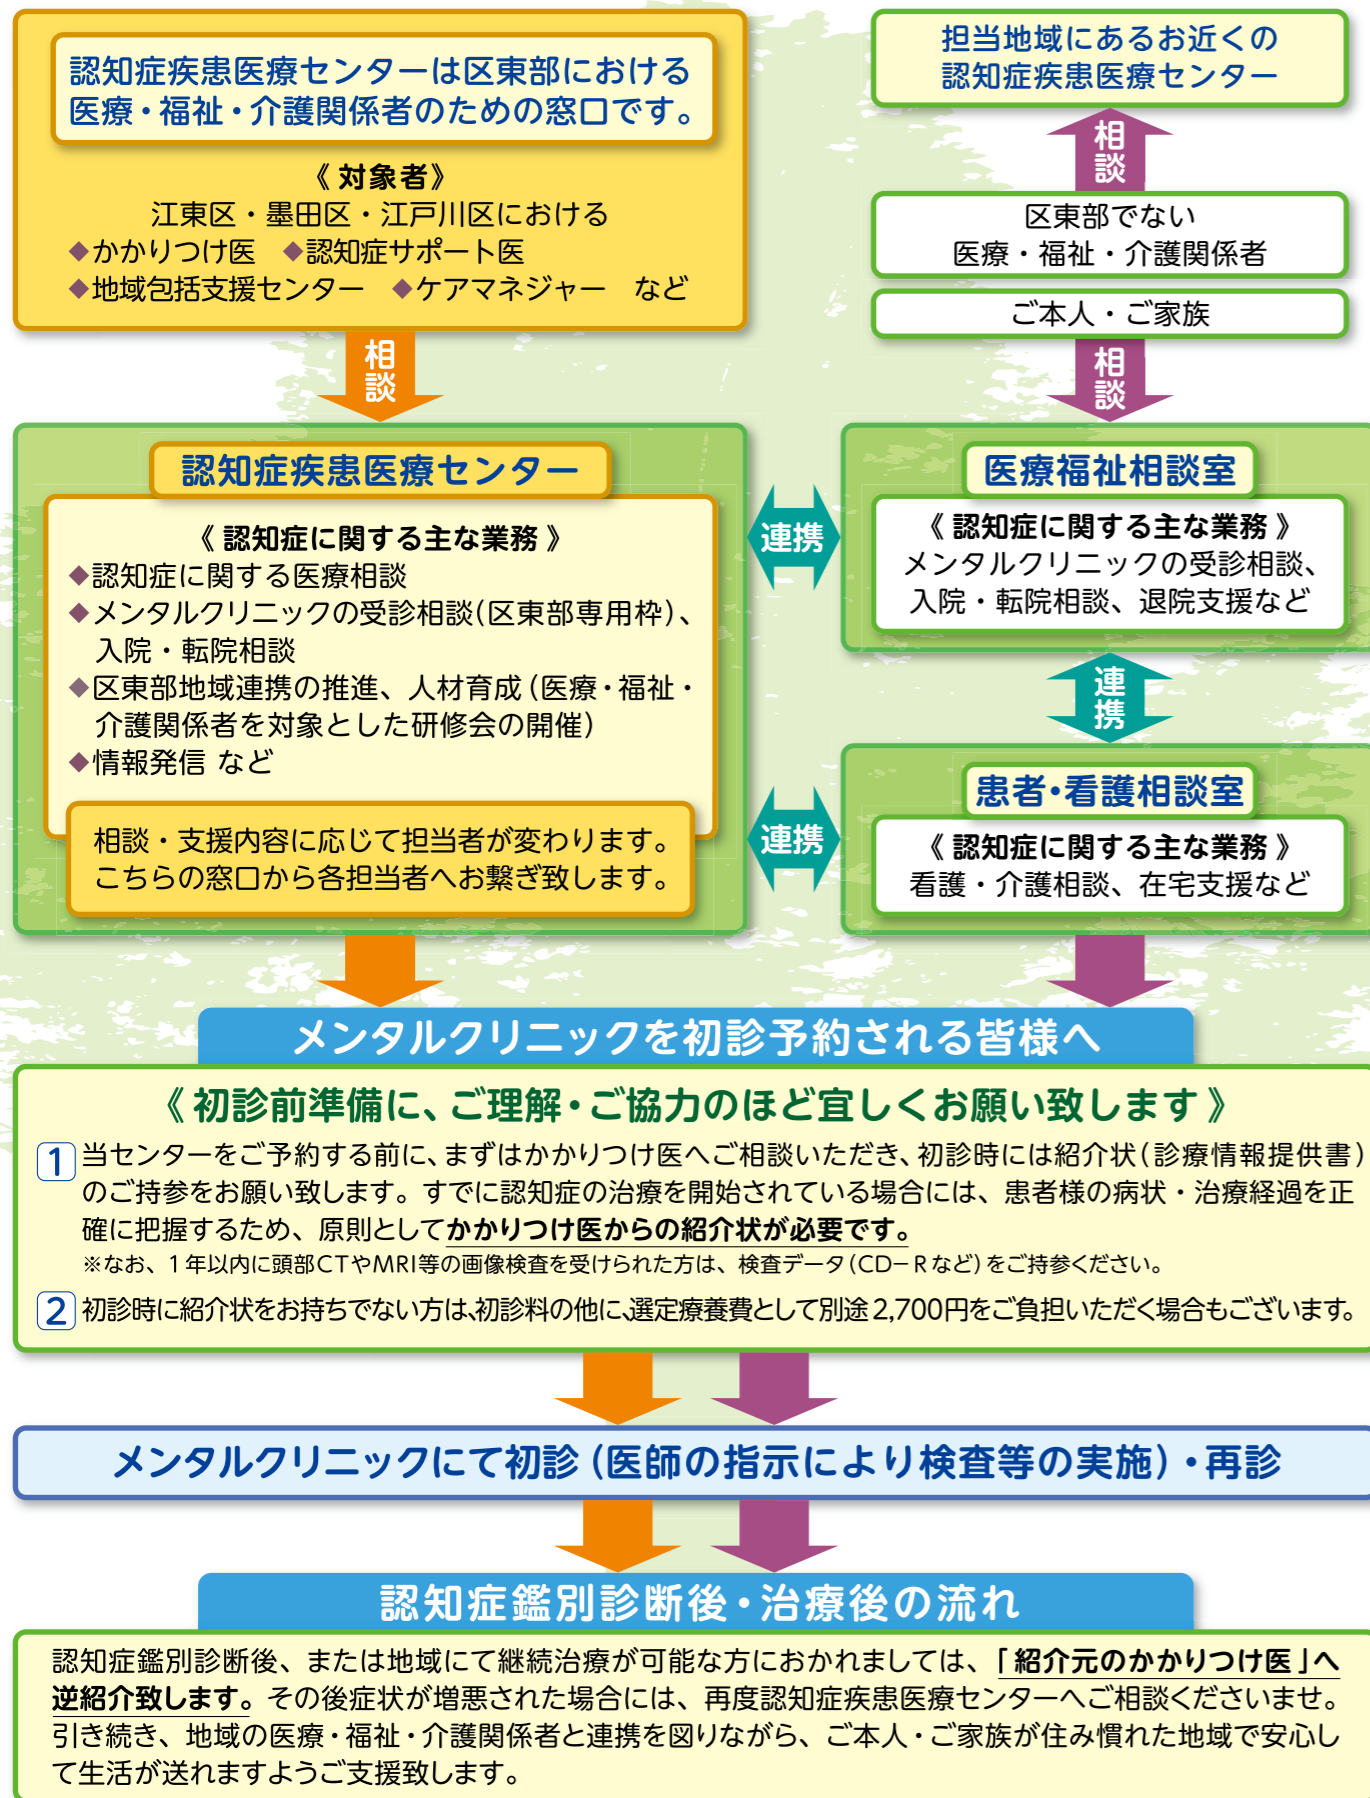 認知症疾患医療センターは区東部における
医療・福祉・介護関係者のための窓口です。
《 対象者》
江東区・墨田区・江戸川区における
◆かかりつけ医 ◆認知症サポート医
◆地域包括支援センター ◆ケアマネジャー など
相談
担当地域にあるお近くの
認知症疾患医療センター
相談
区東部でない
医療・福祉・介護関係者
ご本人・ご家族
相談
認知症疾患医療センター
《 認知症に関する主な業務 》
◆認知症に関する医療相談
◆メンタルクリニックの受診相談(区東部専用枠)、
入院・転院相談
◆区東部地域連携の推進、人材育成(医療・福祉・
介護関係者を対象とした研修会の開催)
◆情報発信 など
相談・支援内容に応じて担当者が変わります。
こちらの窓口から各担当者へお繋ぎ致します。
連携
医療福祉相談室
《 認知症に関する主な業務 》
メンタルクリニックの受診相談、
入院・転院相談、退院支援など
連携
連携
患者・看護相談室
《 認知症に関する主な業務 》
看護・介護相談、在宅支援など
メンタルクリニックを初診予約される皆様へ
《 初診前準備に、ご理解・ご協力のほど宜しくお願い致します 》
1 当センターをご予約する前に、まずはかかりつけ医へご相談いただき、初診時には紹介状(診療情報提供書)
のご持参をお願い致します。すでに認知症の治療を開始されている場合には、患者様の病状・治療経過を正
確に把握するため、原則としてかかりつけ医からの紹介状が必要です。
※なお、1年以内に頭部CTやMRI等の画像検査を受けられた方は、検査データ(CD-Rなど)をご持参ください。
2 初診時に紹介状をお持ちでない方は、初診料の他に、選定療養費として別途2,700円をご負担いただく場合もございます。
メンタルクリニックにて初診(医師の指示により検査等の実施)・再診
認知症鑑別診断後・治療後の流れ
認知症鑑別診断後、または地域にて継続治療が可能な方におかれましては、「紹介元のかかりつけ医」へ
逆紹介致します。その後症状が増悪された場合には、再度認知症疾患医療センターへご相談くださいませ。
引き続き、地域の医療・福祉・介護関係者と連携を図りながら、ご本人・ご家族が住み慣れた地域で安心し
て生活が送れますようご支援致します。